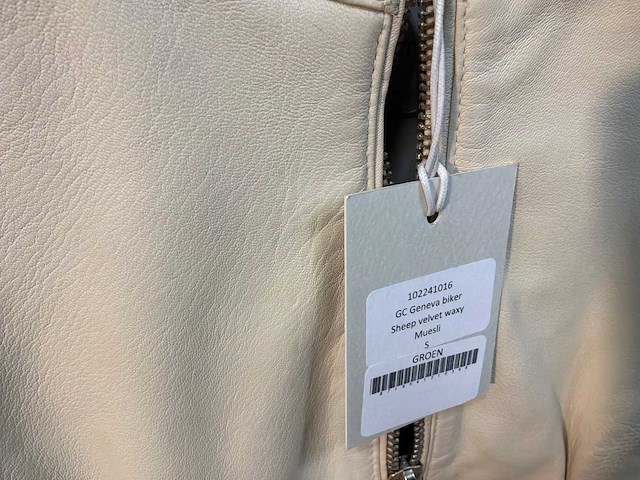 102241016
GC Geneva biker
Sheep velvet waxy
Muesli
S
GROEN